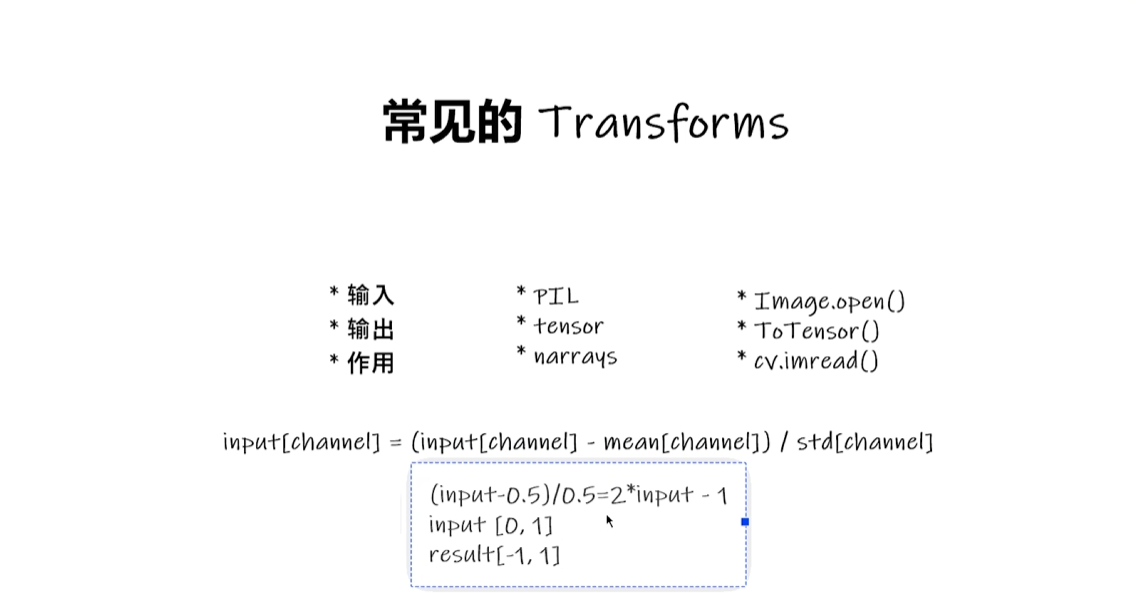 常见的 Transforms
* 输入
* 输出
* 作用
* PIL
* tensor
* narrays
* Image.open()
* ToTensor()
* cv.imread()
input[channel] = (input[channel] - mean[channel]) / std[channel]
(input-0.5)/0.5=2*input - 1
input [0, 1]
result[-1, 1]